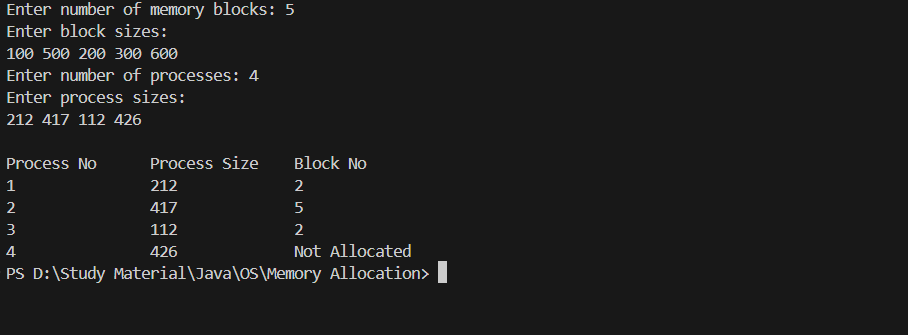 Enter number of memory blocks: 5
Enter block sizes:
100 500 200 300 600
Enter number of processes: 4
Enter process sizes:
212 417 112 426
Process No Process Size Block No
1 212 2
2 417 5
3 112 2
4 426 Not Allocated
PS D:\Study Material\Java\OS\Memory Allocation>